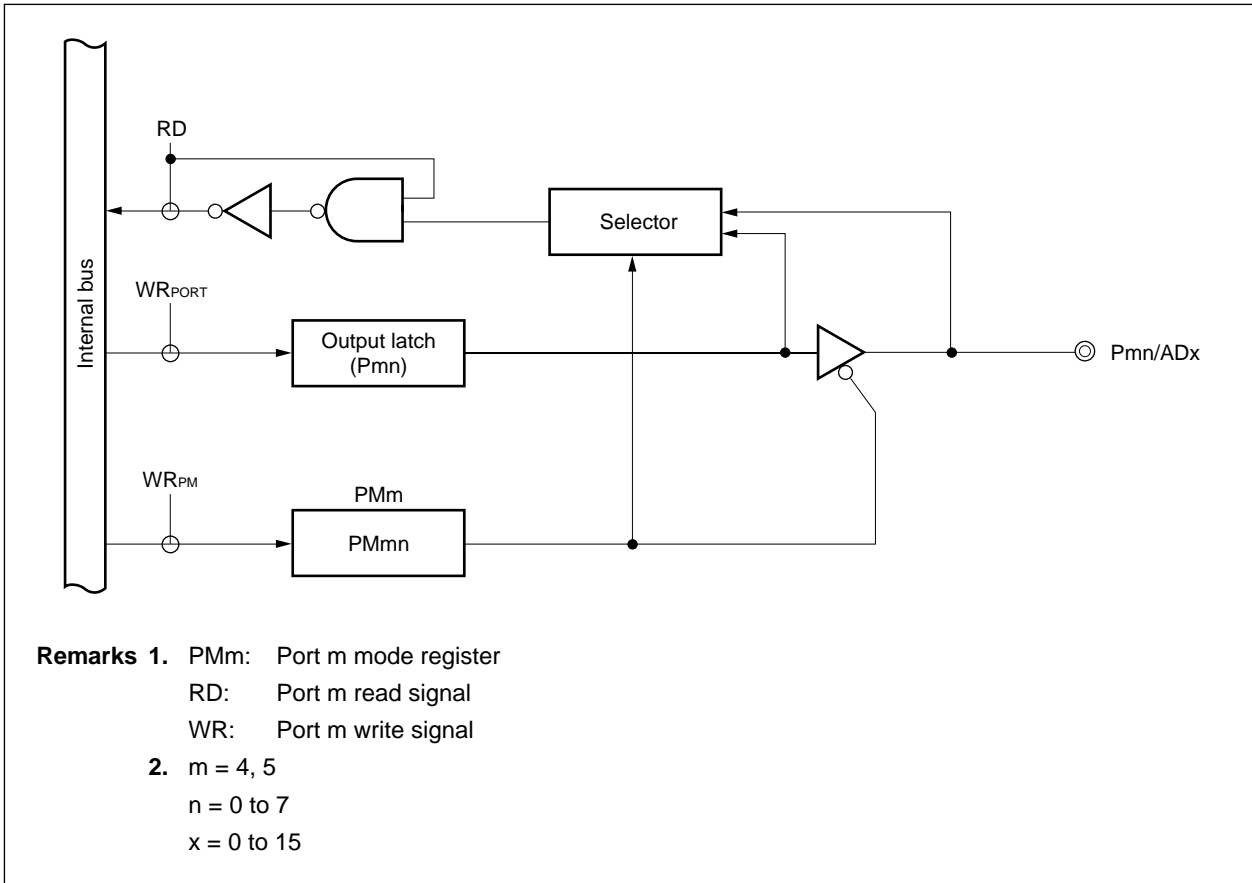 RD
Selector
Internal bus
WRPORT
Output latch
(Pmn)
Pmn/ADx
WRPM
PMm
PMmn
Remarks 1. PMm: Port m mode register
RD: Port m read signal
WR: Port m write signal
2. m = 4, 5
n = 0 to 7
x = 0 to 15